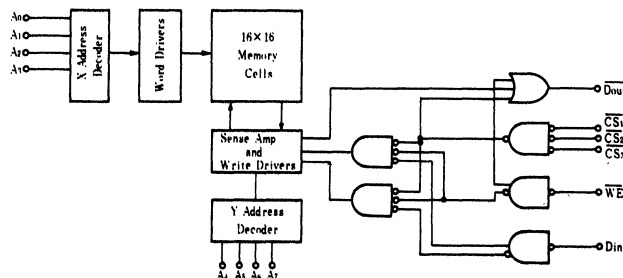 A₀
A₁
A₂
A₃
X Address
Decoder
Word Drivers
16×16
Memory
Cells
Sense Amp
and
Write Drivers
Y Address
Decoder
A₄ A₅ A₆ A₇
Dout
CS₁
CS₂
CS₃
WE
Din